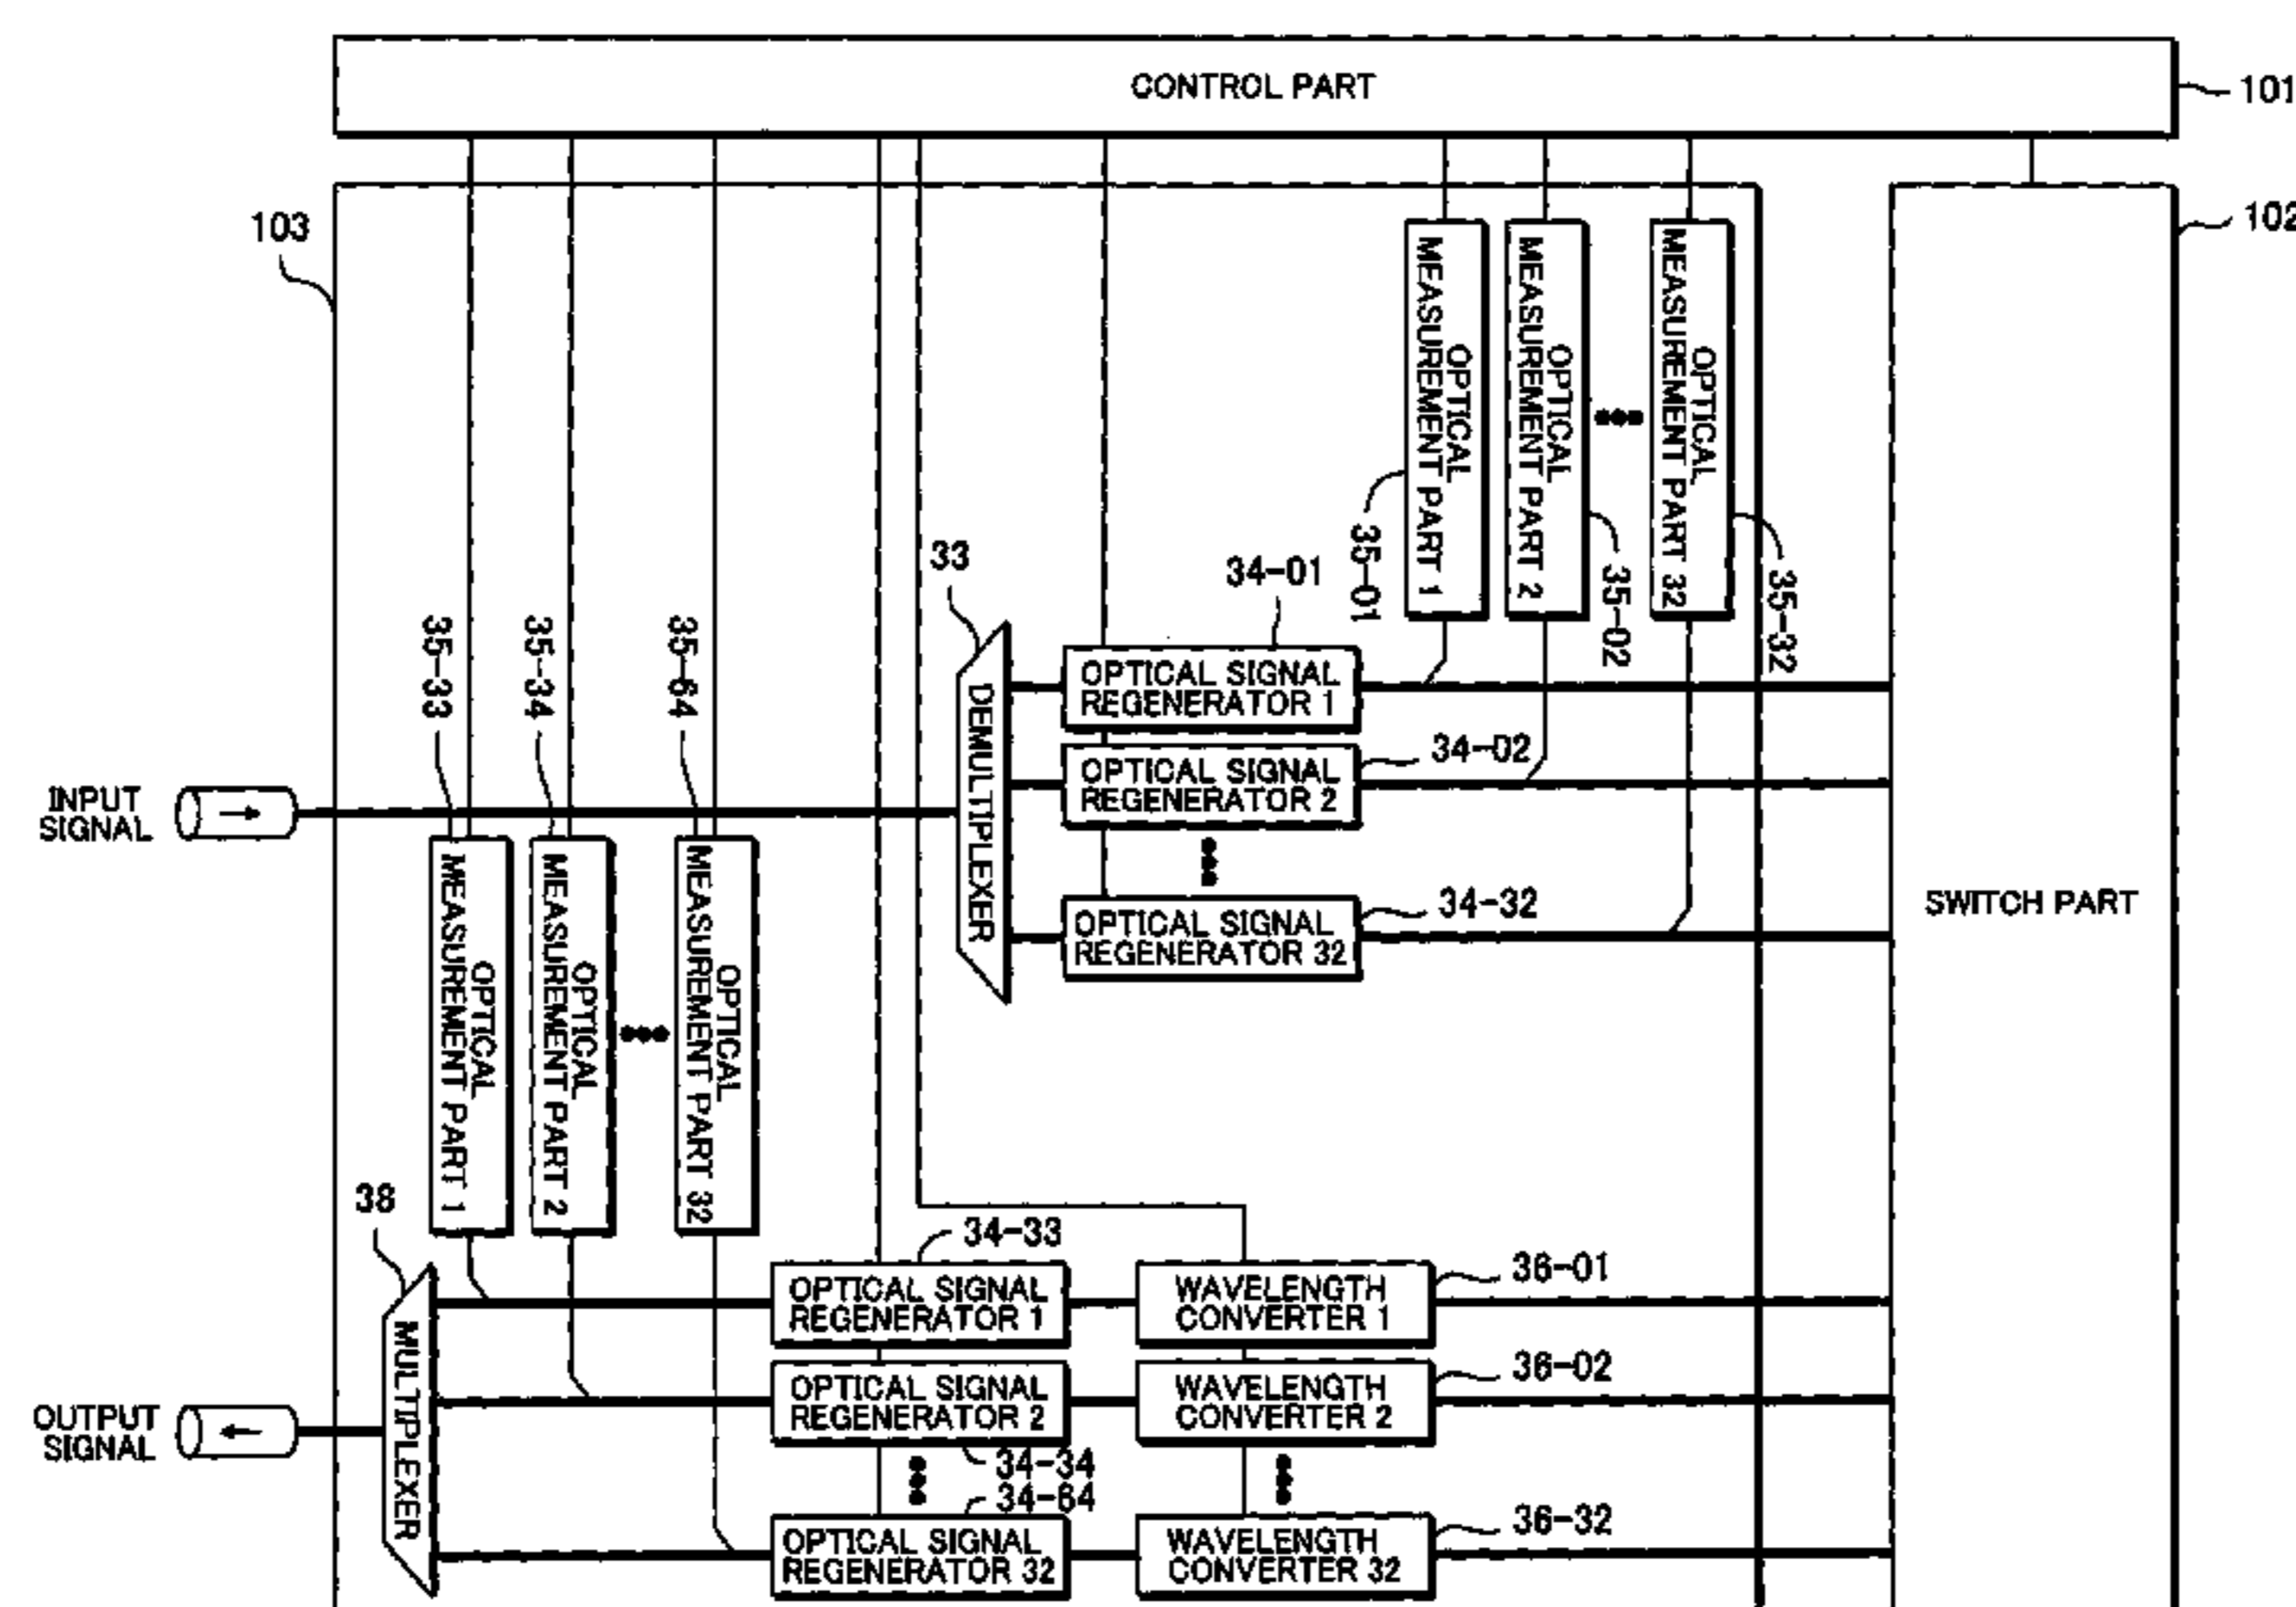 CONTROL PART
101
103
102
OPTICAL
MEASUREMENT PART 1
OPTICAL
MEASUREMENT PART 2
OPTICAL
MEASUREMENT PART 32
35-01
35-02
35-32
33
34-01
35-33
35-34
35-64
DEMULTIPLEXER
OPTICAL SIGNAL
REGENERATOR 1
34-02
OPTICAL SIGNAL
REGENERATOR 2
INPUT
SIGNAL
34-32
OPTICAL SIGNAL
REGENERATOR 32
SWITCH PART
OPTICAL
MEASUREMENT PART 1
OPTICAL
MEASUREMENT PART 2
OPTICAL
MEASUREMENT PART 32
38
34-33
36-01
OPTICAL SIGNAL
REGENERATOR 1
WAVELENGTH
CONVERTER 1
MULTIPLEXER
36-02
OPTICAL SIGNAL
REGENERATOR 2
WAVELENGTH
CONVERTER 2
OUTPUT
SIGNAL
34-34
34-64
36-32
OPTICAL SIGNAL
REGENERATOR 32
WAVELENGTH
CONVERTER 32